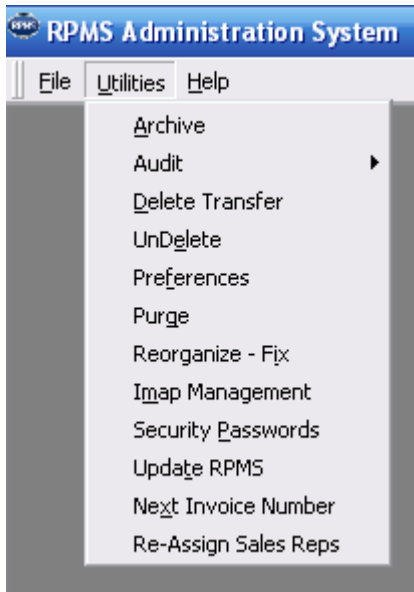 RPMS RPMS Administration System
File Utilities Help
Archive
Audit
Delete Transfer
UnDelete
Preferences
Purge
Reorganize - Fix
Imap Management
Security Passwords
Update RPMS
Next Invoice Number
Re-Assign Sales Reps